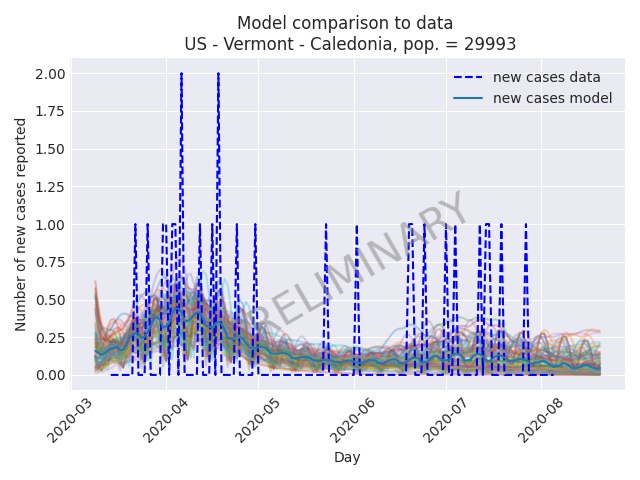 Model comparison to data
US - Vermont - Caledonia, pop. = 29993
new cases data
new cases model
2.00
1.75
1.50
1.25
1.00
0.75
0.50
0.25
0.00
Number of new cases reported
PRELIMINARY
2020-03
2020-04
2020-05
2020-06
2020-07
2020-08
Day